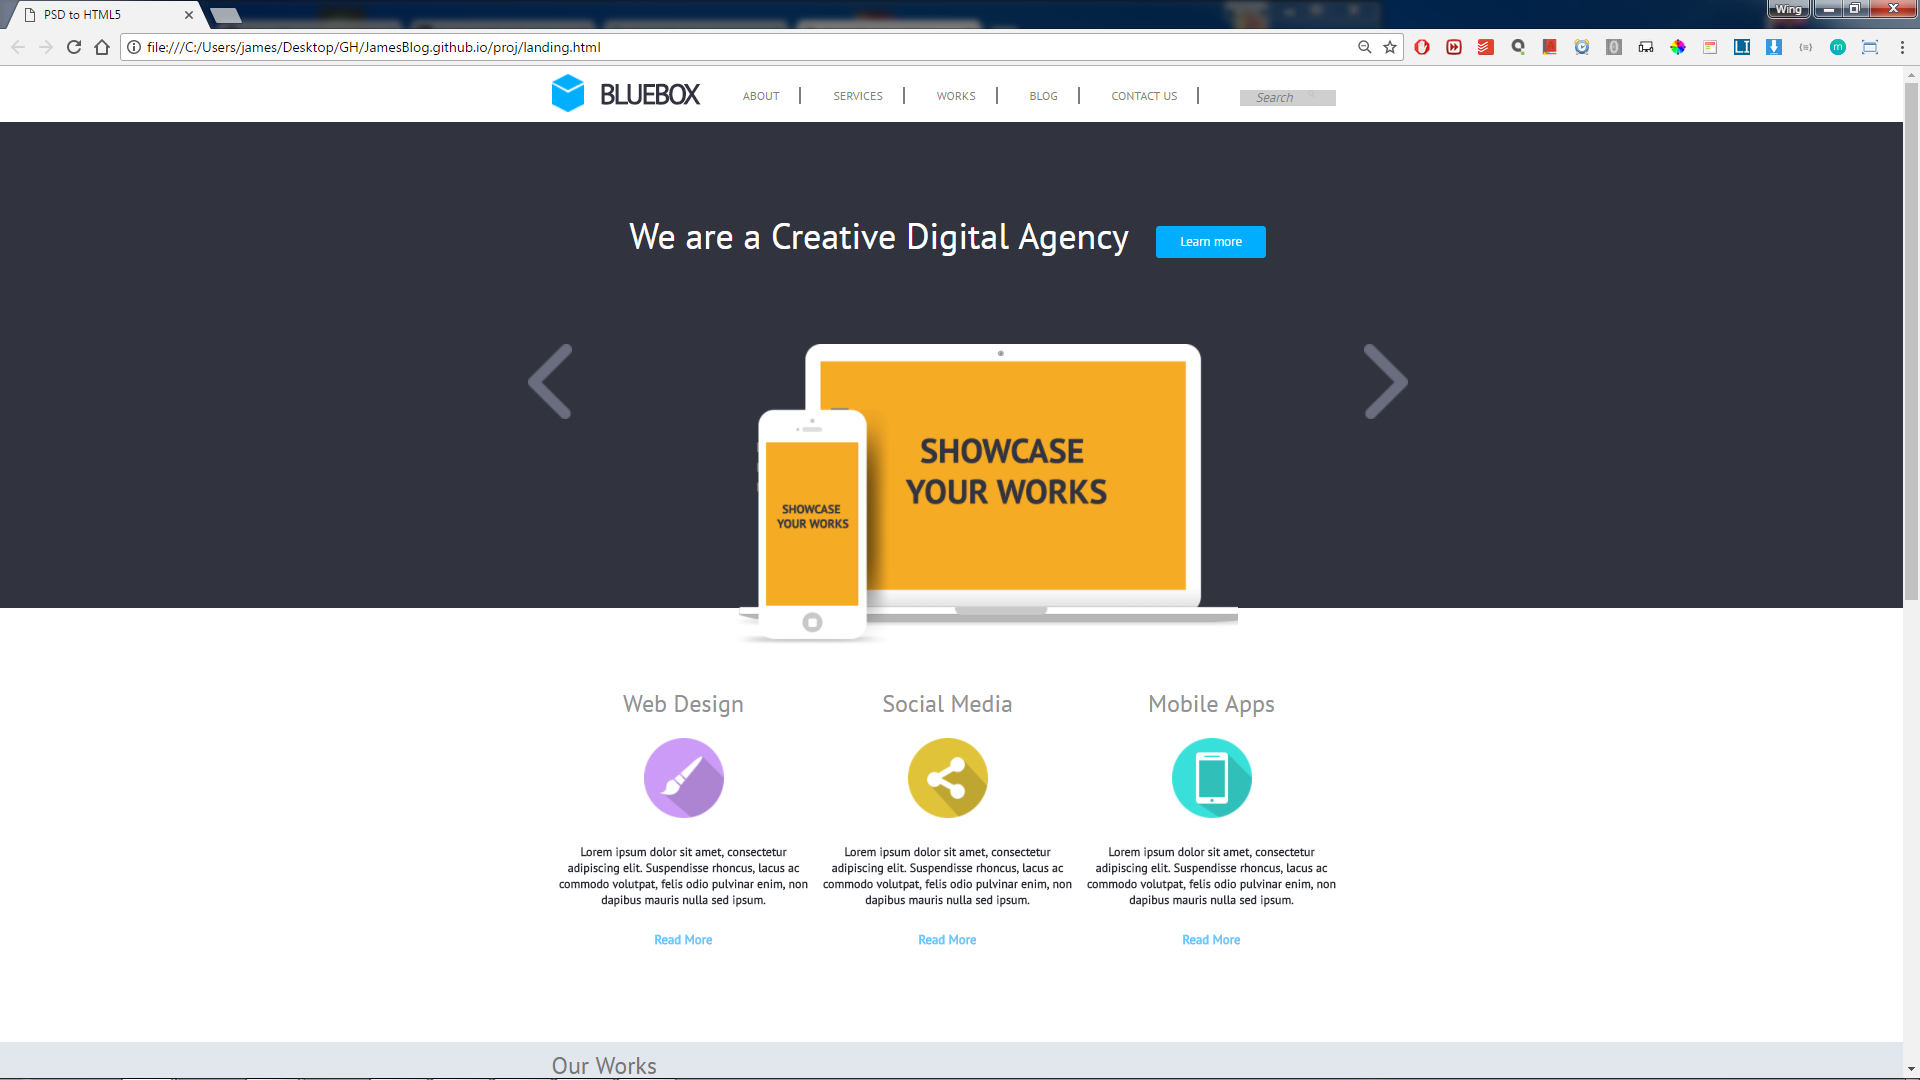 PSD to HTML5
Wing
file:///C:/Users/james/Desktop/GH/JamesBlog.github.io/proj/landing.html
BLUEBOX ABOUT SERVICES WORKS BLOG CONTACT US Search
We are a Creative Digital Agency Learn more
SHOWCASE
YOUR WORKS
SHOWCASE
YOUR WORKS
Web Design Social Media Mobile Apps
Lorem ipsum dolor sit amet, consectetur
adipiscing elit. Suspendisse rhoncus, lacus ac
commodo volutpat, felis odio pulvinar enim, non
dapibus mauris nulla sed ipsum.
Read More
Lorem ipsum dolor sit amet, consectetur
adipiscing elit. Suspendisse rhoncus, lacus ac
commodo volutpat, felis odio pulvinar enim, non
dapibus mauris nulla sed ipsum.
Read More
Lorem ipsum dolor sit amet, consectetur
adipiscing elit. Suspendisse rhoncus, lacus ac
commodo volutpat, felis odio pulvinar enim, non
dapibus mauris nulla sed ipsum.
Read More
Our Works